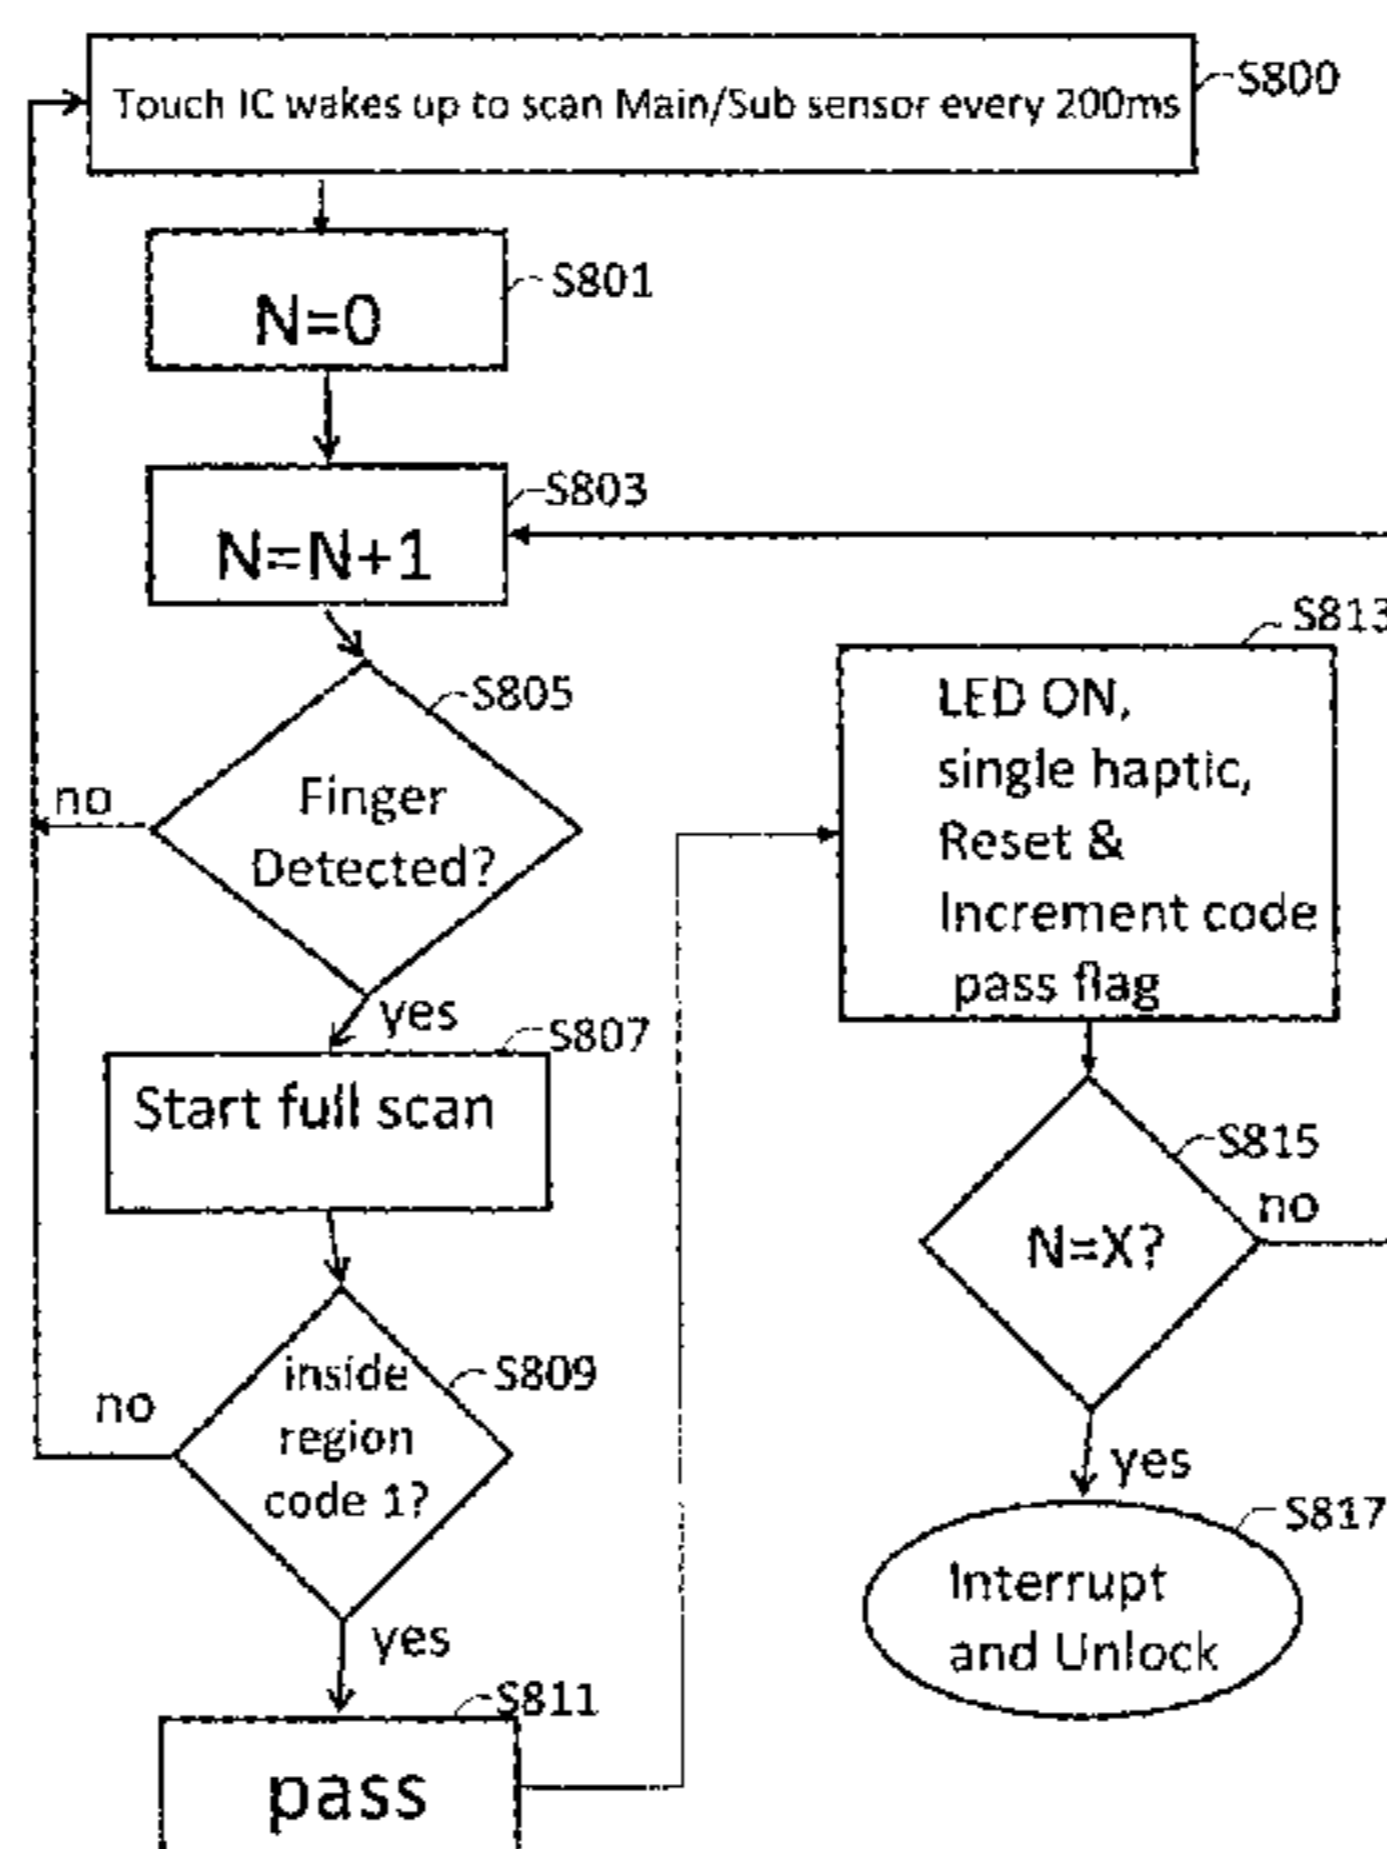 Touch IC wakes up to scan Main/Sub sensor every 200ms
S800
N=0
S801
N=N+1
S803
S805
Finger
Detected?
no
yes
Start full scan
S807
inside
region
code 1?
S809
no
yes
pass
S811
S813
LED ON,
single haptic,
Reset &
Increment code
pass flag
S815
N=X?
no
yes
Interrupt
and Unlock
S817